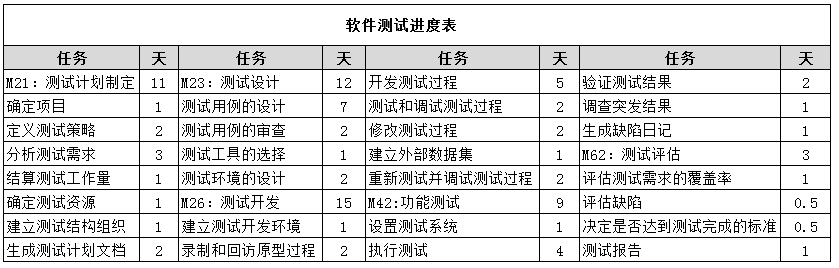 软件测试进度表
任务 天 任务 天 任务 天 任务 天
M21：测试计划制定 11 M23：测试设计 12 开发测试过程 5 验证测试结果 2
确定项目 1 测试用例的设计 7 测试和调试测试过程 2 调查突发结果 1
定义测试策略 2 测试用例的审查 2 修改测试过程 2 生成缺陷日记 1
分析测试需求 3 测试工具的选择 1 建立外部数据集 1 M62：测试评估 3
结算测试工作量 1 测试环境的设计 2 重新测试并调试测试过程 2 评估测试需求的覆盖率 1
确定测试资源 1 M26：测试开发 15 M42:功能测试 9 评估缺陷 0.5
建立测试结构组织 1 建立测试开发环境 1 设置测试系统 1 决定是否达到测试完成的标准 0.5
生成测试计划文档 2 录制和回访原型过程 2 执行测试 4 测试报告 1